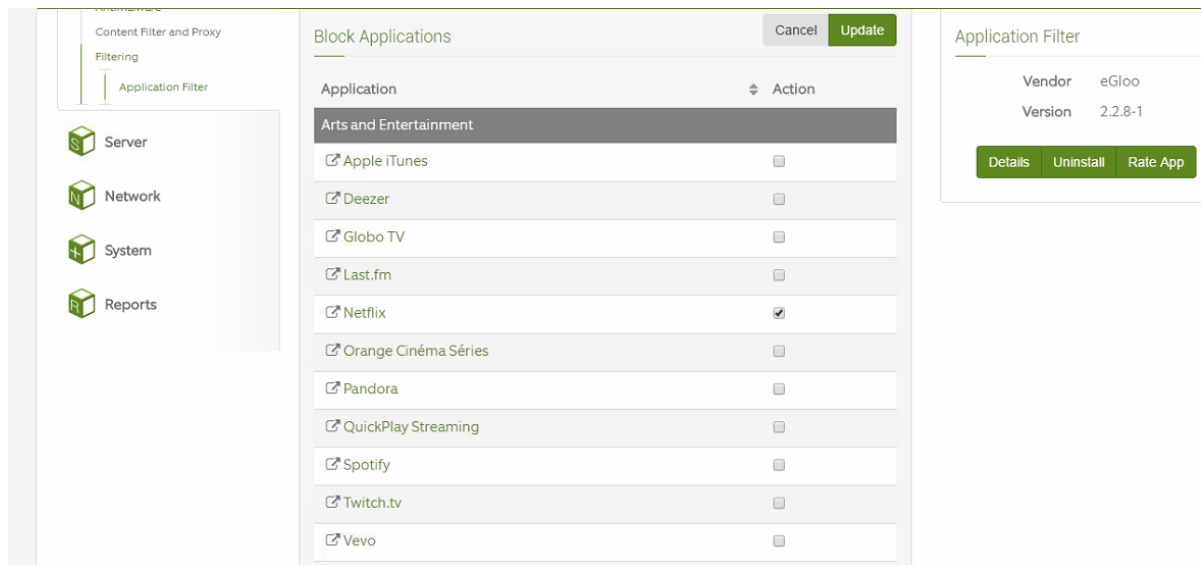 Content Filter and Proxy
Filtering
Application Filter
Server
Network
System
Reports
Block Applications
Cancel Update
Application Action
Arts and Entertainment
Apple iTunes
Deezer
Globo TV
Last.fm
Netflix
Orange Cinéma Séries
Pandora
QuickPlay Streaming
Spotify
Twitch.tv
Vevo
Application Filter
Vendor eGloo
Version 2.2.8-1
Details Uninstall Rate App